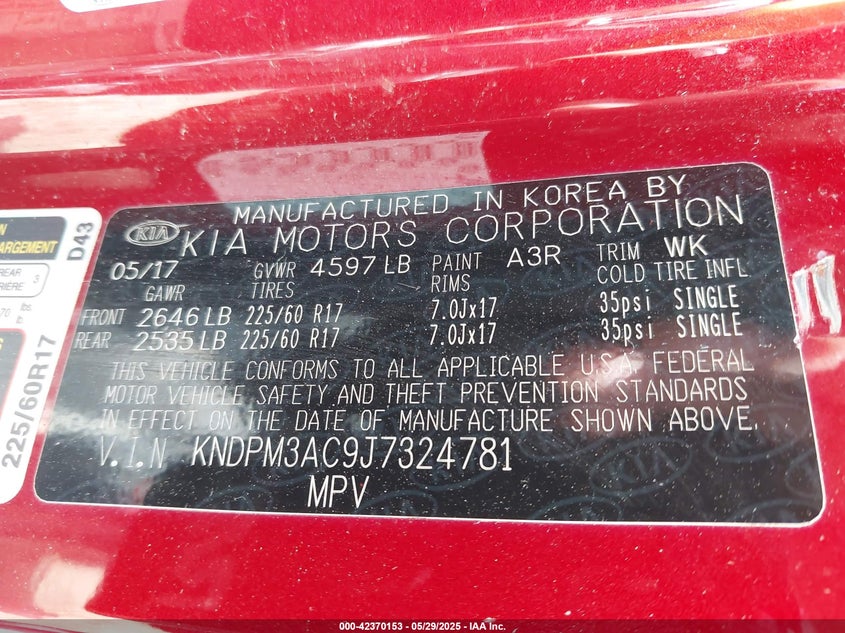 MANUFACTURED IN KOREA BY
KIA KIA MOTORS CORPORATION
05/17 GVWR 4597 LB PAINT A3R TRIM WK
GAWR TIRES RIMS COLD TIRE INFL
FRONT 2646 LB 225/60 R17 7.0Jx17 35psi SINGLE
REAR 2535 LB 225/60 R17 7.0Jx17 35psi SINGLE
THIS VEHICLE CONFORMS TO ALL APPLICABLE U.S.A. FEDERAL
MOTOR VEHICLE SAFETY AND THEFT PREVENTION STANDARDS
IN EFFECT ON THE DATE OF MANUFACTURE SHOWN ABOVE.
V.I.N KNDPM3AC9J7324781
MPV
D43
ARGEMENT
REAR
3
lbs
225/60R17
000-42370153 - 05/29/2025 - IAA Inc.